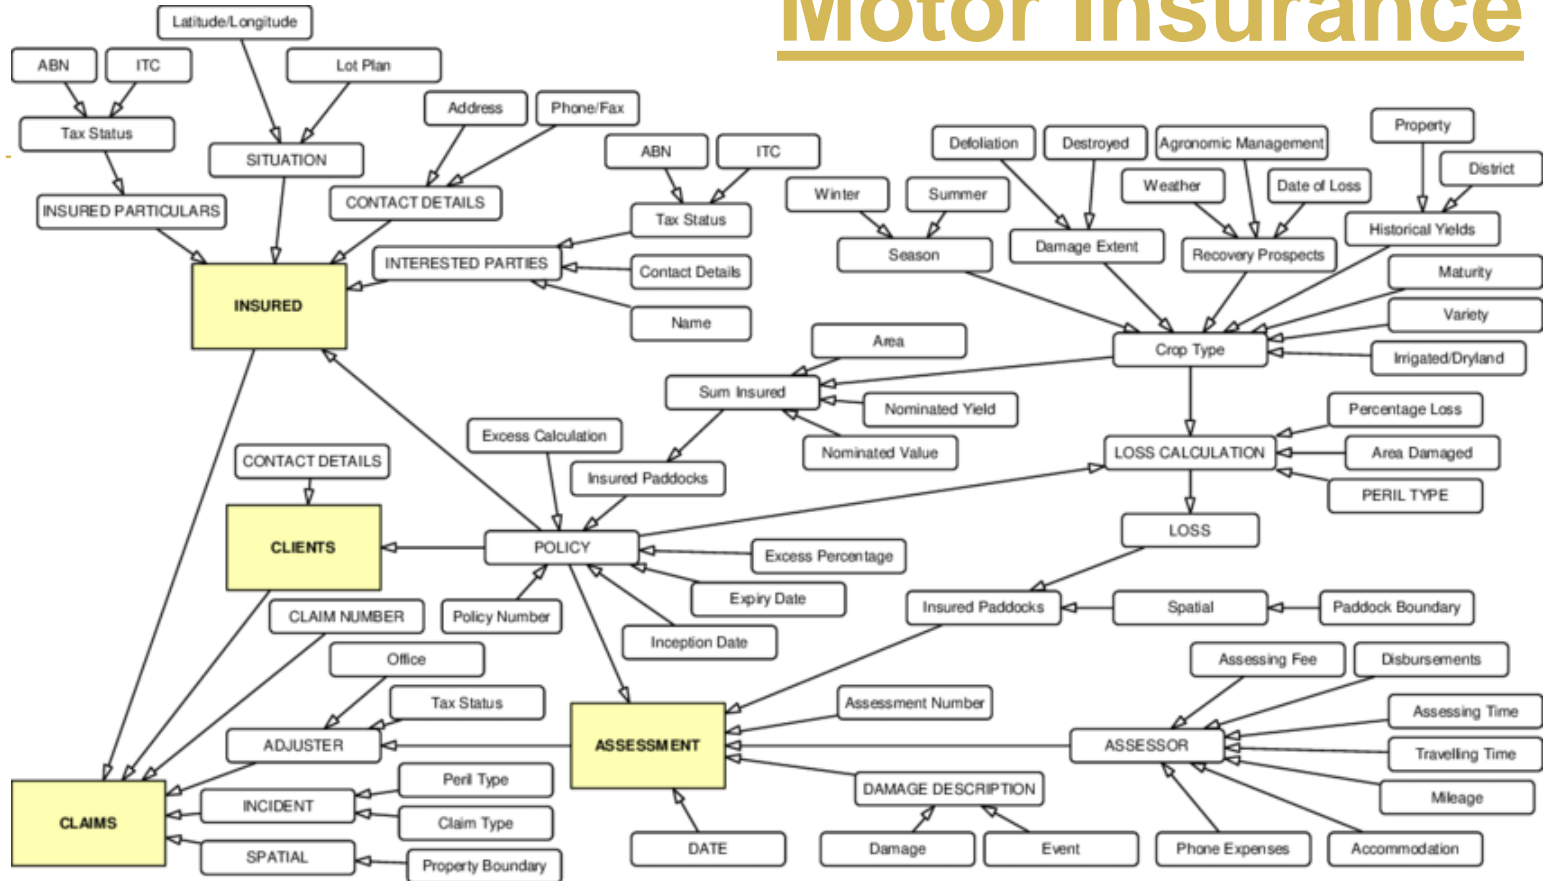 Motor Insurance
Latitude/Longitude
ABN
ITC
Lot Plan
Tax Status
SITUATION
Address
Phone/Fax
INSURED PARTICULARS
CONTACT DETAILS
ABN
ITC
Tax Status
INTERESTED PARTIES
Contact Details
Name
INSURED
Property
Defoliation
Destroyed
Agronomic Management
District
Winter
Summer
Weather
Date of Loss
Season
Damage Extent
Recovery Prospects
Historical Yields
Maturity
Variety
Irrigated/Dryland
Crop Type
Area
Sum Insured
Nominated Yield
Nominated Value
Percentage Loss
LOSS CALCULATION
Area Damaged
PERIL TYPE
Excess Calculation
Insured Paddocks
CONTACT DETAILS
CLIENTS
POLICY
LOSS
Excess Percentage
Expiry Date
Policy Number
Inception Date
Insured Paddocks
Spatial
Paddock Boundary
CLAIM NUMBER
Office
Tax Status
ADJUSTER
ASSESSMENT
Assessment Number
ASSESSOR
Assessing Fee
Disbursements
Assessing Time
Travelling Time
Mileage
Peril Type
INCIDENT
Claim Type
CLAIMS
SPATIAL
Property Boundary
DAMAGE DESCRIPTION
DATE
Damage
Event
Phone Expenses
Accommodation